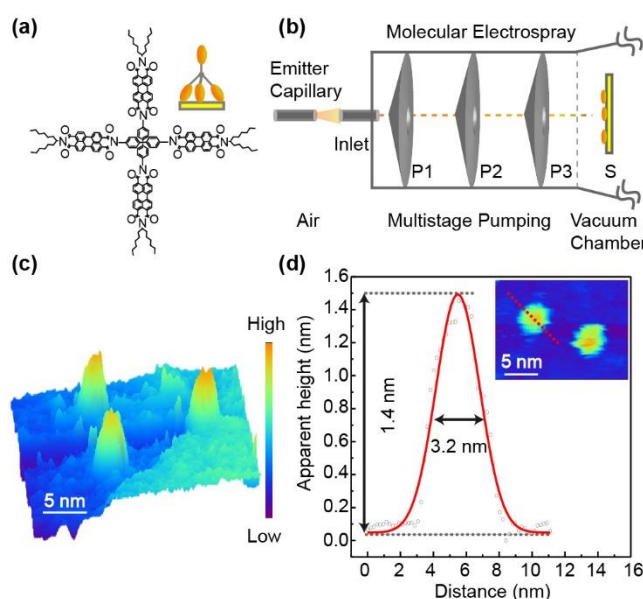 (a)
O
O
N
O
O
O
O
N
O
O
O
O
N
O
O
N
N
O
O
N
O
O
O
O
N
O
O
N
O
O
(b)
Molecular Electrospray
Emitter
Capillary
Inlet
P1
P2
P3
S
Air
Multistage Pumping
Vacuum
Chamber
(c)
High
Low
5 nm
(d)
Apparent height (nm)
1.6
1.4
1.2
1.0
0.8
0.6
0.4
0.2
0.0
1.4 nm
3.2 nm
5 nm
0 2 4 6 8 10 12 14 16
Distance (nm)